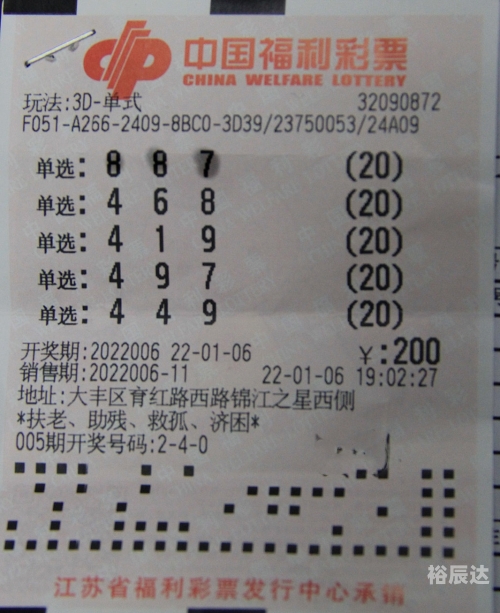 中国福利彩票
CHINA WELFARE LOTTERY
玩法:3D-单式 32090872
F051-A266-2409-8BC0-3D39/23750053/24A09
单选: 8 8 7 (20)
单选: 4 6 8 (20)
单选: 4 1 9 (20)
单选: 4 9 7 (20)
单选: 4 4 9 (20)
开奖期:2022006 22-01-06 ¥:200
销售期:2022006-11 22-01-06 19:02:27
地址:大丰区育红路西路锦江之星西侧
*扶老、助残、救孤、济困*
005期开奖号码:2-4-0
江苏省福利彩票发行中心承销
裕辰达